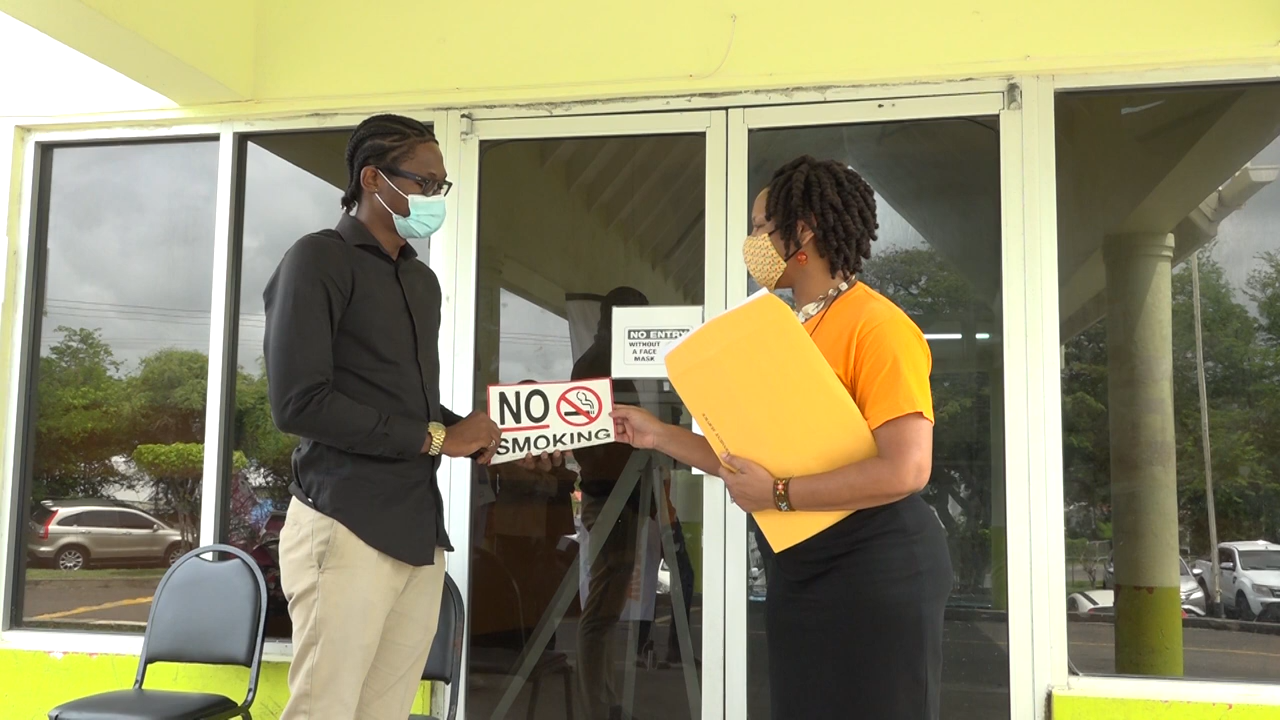 NO ENTRY
WITHOUT
A FACE
MASK
NO
SMOKING